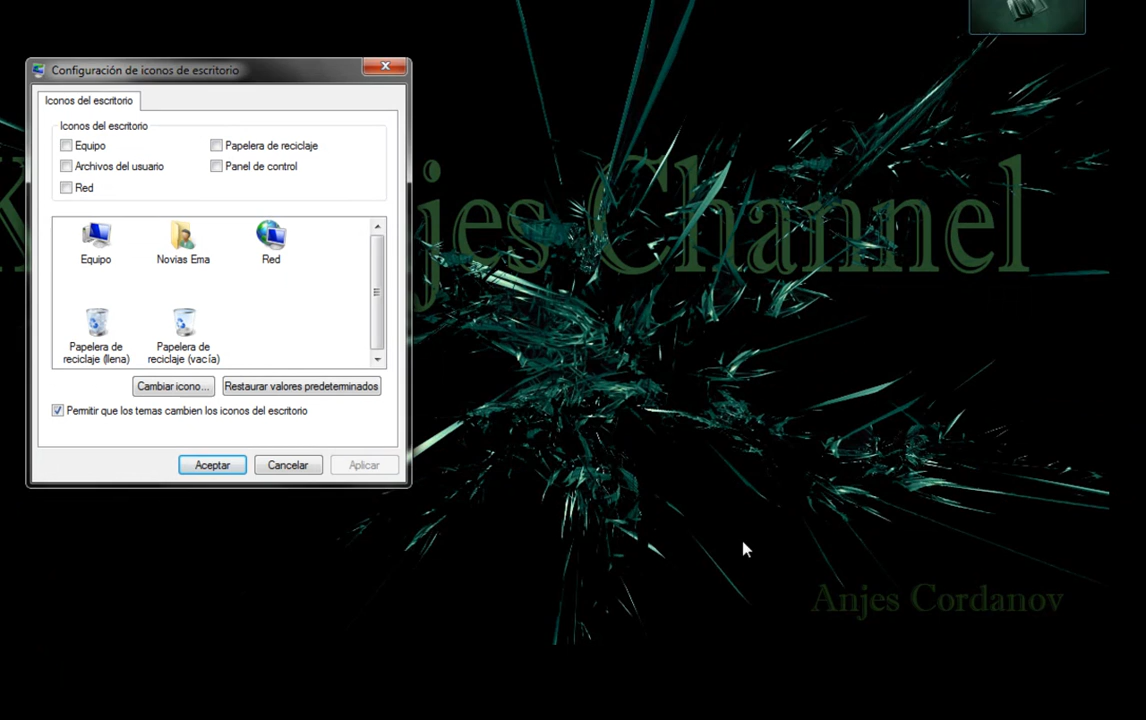 Configuración de iconos de escritorio
Iconos del escritorio
Iconos del escritorio
Equipo
Papelera de reciclaje
Archivos del usuario
Panel de control
Red
Equipo
Novias Ema
Red
Papelera de
reciclaje (llena)
Papelera de
reciclaje (vacía)
Cambiar icono...
Restaurar valores predeterminados
Permitir que los temas cambien los iconos del escritorio
Aceptar
Cancelar
Aplicar
jes Channel
Anjes Cordanov